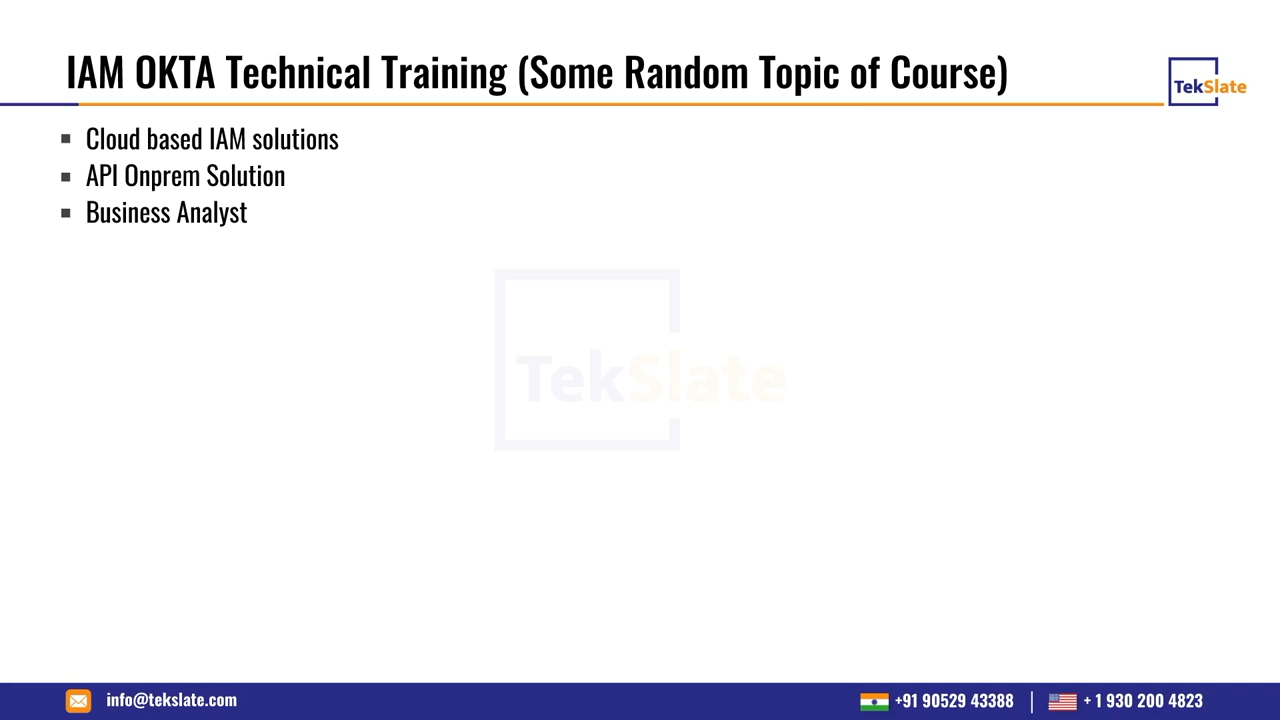 IAM OKTA Technical Training (Some Random Topic of Course)
TekSlate
Cloud based IAM solutions
API Onprem Solution
Business Analyst
TekSlate
info@tekslate.com
+91 90529 43388
+ 1 930 200 4823